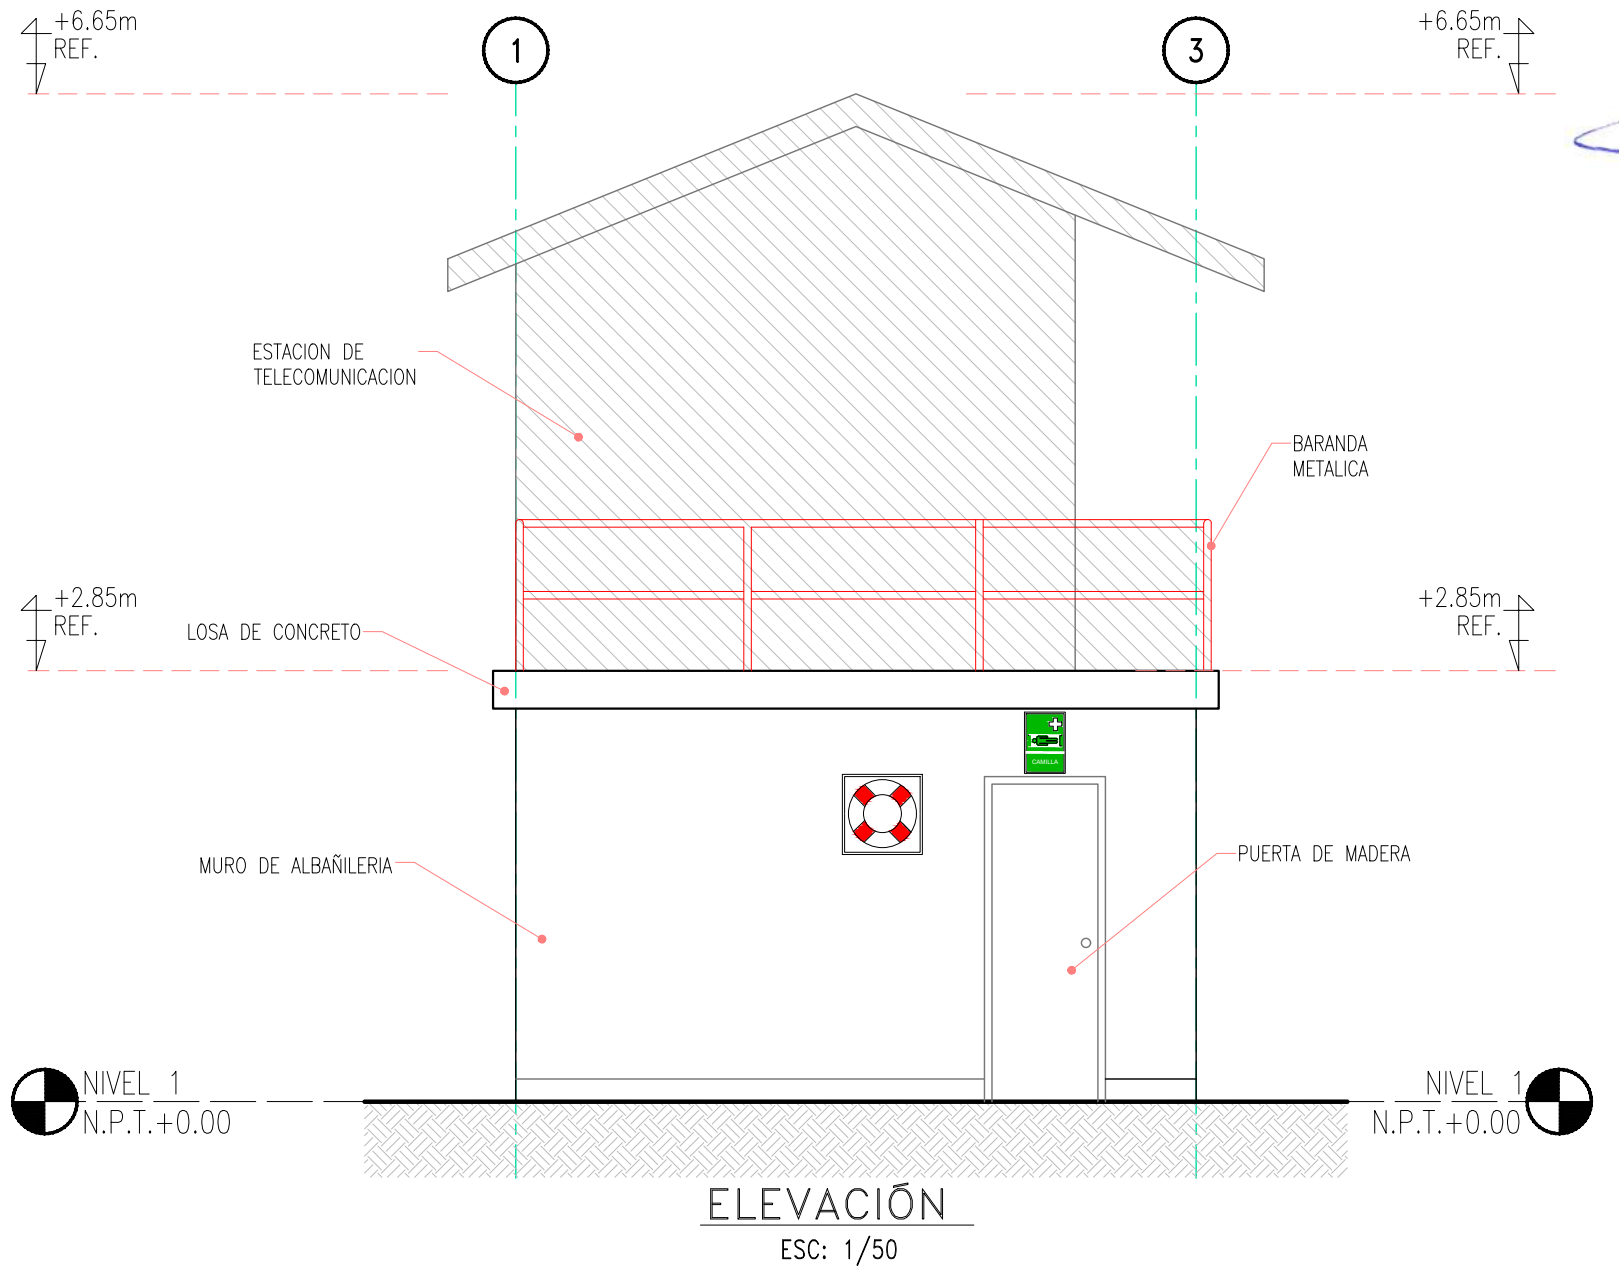 +6.65m
REF.
1
3
+6.65m
REF.
ESTACION DE
TELECOMUNICACION
BARANDA
METALICA
+2.85m
REF.
+2.85m
REF.
LOSA DE CONCRETO
CAMILLA
MURO DE ALBAÑILERIA
PUERTA DE MADERA
NIVEL 1
N.P.T.+0.00
NIVEL 1
N.P.T.+0.00
ELEVACIÓN
ESC: 1/50